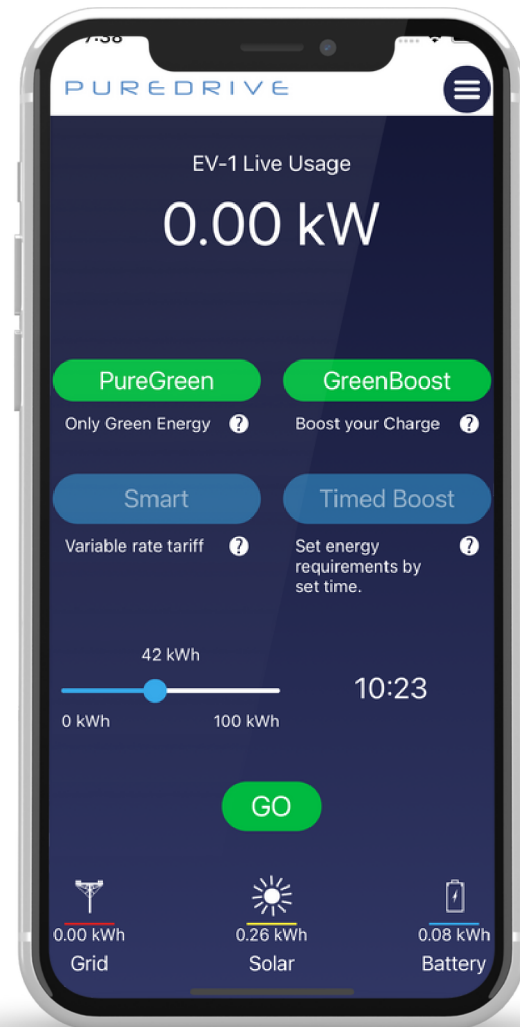 7:38
PUREDRIVE
EV-1 Live Usage
0.00 kW
PureGreen
GreenBoost
Only Green Energy ?
Boost your Charge ?
Smart
Timed Boost
Variable rate tariff ?
Set energy ?
requirements by
set time.
42 kWh
10:23
0 kWh
100 kWh
GO
0.00 kWh
0.26 kWh
0.08 kWh
Grid
Solar
Battery